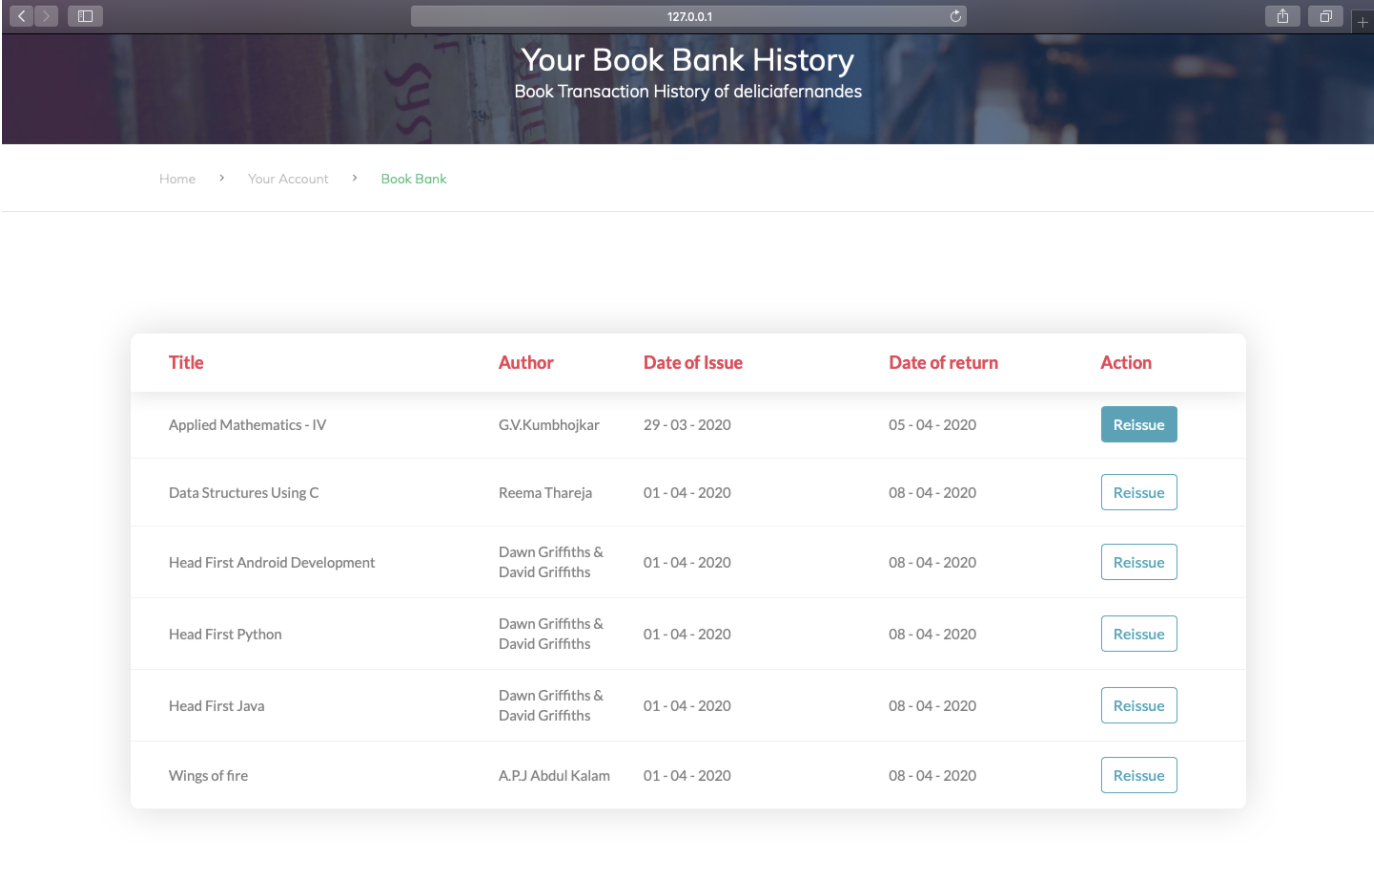 127.0.0.1
Your Book Bank History
Book Transaction History of deliciafernandes
Home > Your Account > Book Bank
Title Author Date of Issue Date of return Action
Applied Mathematics - IV G.V.Kumbhojkar 29 - 03 - 2020 05 - 04 - 2020 Reissue
Data Structures Using C Reema Thareja 01 - 04 - 2020 08 - 04 - 2020 Reissue
Head First Android Development Dawn Griffiths & David Griffiths 01 - 04 - 2020 08 - 04 - 2020 Reissue
Head First Python Dawn Griffiths & David Griffiths 01 - 04 - 2020 08 - 04 - 2020 Reissue
Head First Java Dawn Griffiths & David Griffiths 01 - 04 - 2020 08 - 04 - 2020 Reissue
Wings of fire A.P.J Abdul Kalam 01 - 04 - 2020 08 - 04 - 2020 Reissue